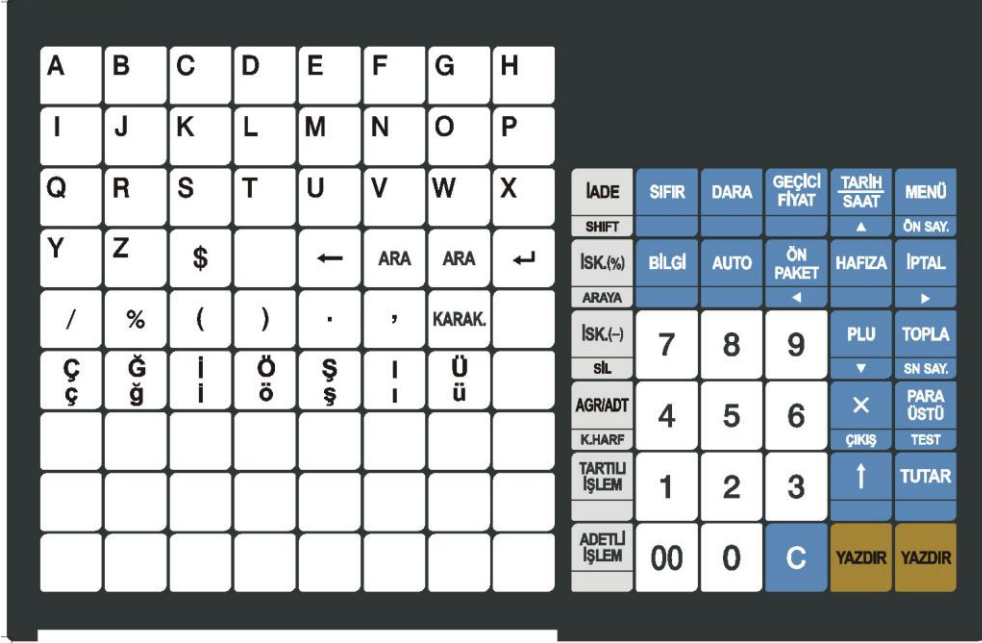 A B C D E F G H
I J K L M N O P
Q R S T U V W X
Y Z $ ← ARA ARA ↵
/ % ( ) . , KARAK.
Ç Ğ İ Ö Ş I Ü
ç ğ i ö ş ı ü
İADE SIFIR DARA GEÇİCİ FİYAT TARİH SAAT MENÜ
SHIFT ▲ ÖN SAY.
İSK.(%) BİLGİ AUTO ÖN PAKET HAFIZA İPTAL
ARAYA ◄ ►
İSK.(–) 7 8 9 PLU TOPLA
SİL ▼ SN SAY.
AGR/ADT 4 5 6 × PARA ÜSTÜ
K.HARF ÇIKIŞ TEST
TARTILI İŞLEM 1 2 3 ↑ TUTAR
ADETLİ İŞLEM 00 0 C YAZDIR YAZDIR